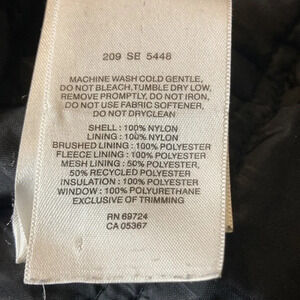 209 SE 5448
MACHINE WASH COLD GENTLE,
DO NOT BLEACH,TUMBLE DRY LOW,
REMOVE PROMPTLY, DO NOT IRON,
DO NOT USE FABRIC SOFTENER,
DO NOT DRYCLEAN
SHELL : 100% NYLON
LINING : 100% NYLON
BRUSHED LINING : 100% POLYESTER
FLEECE LINING : 100% POLYESTER
MESH LINING : 50% POLYESTER,
50% RECYCLED POLYESTER
INSULATION : 100% POLYESTER
WINDOW : 100% POLYURETHANE
EXCLUSIVE OF TRIMMING
RN 69724
CA 05367